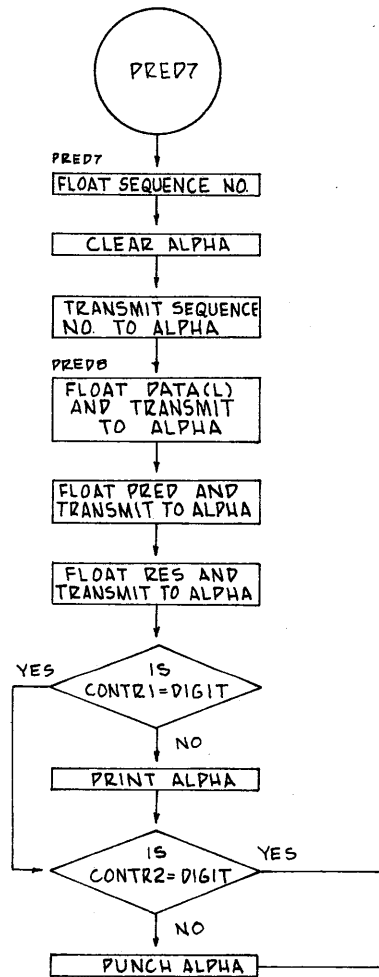 PRED7
PRED7
FLOAT SEQUENCE NO.
CLEAR ALPHA
TRANSMIT SEQUENCE
NO. TO ALPHA
PRED8
FLOAT DATA(L)
AND TRANSMIT
TO ALPHA
FLOAT PRED AND
TRANSMIT TO ALPHA
FLOAT RES AND
TRANSMIT TO ALPHA
YES
IS
CONTR1=DIGIT
NO
PRINT ALPHA
IS
CONTR2=DIGIT
YES
NO
PUNCH ALPHA